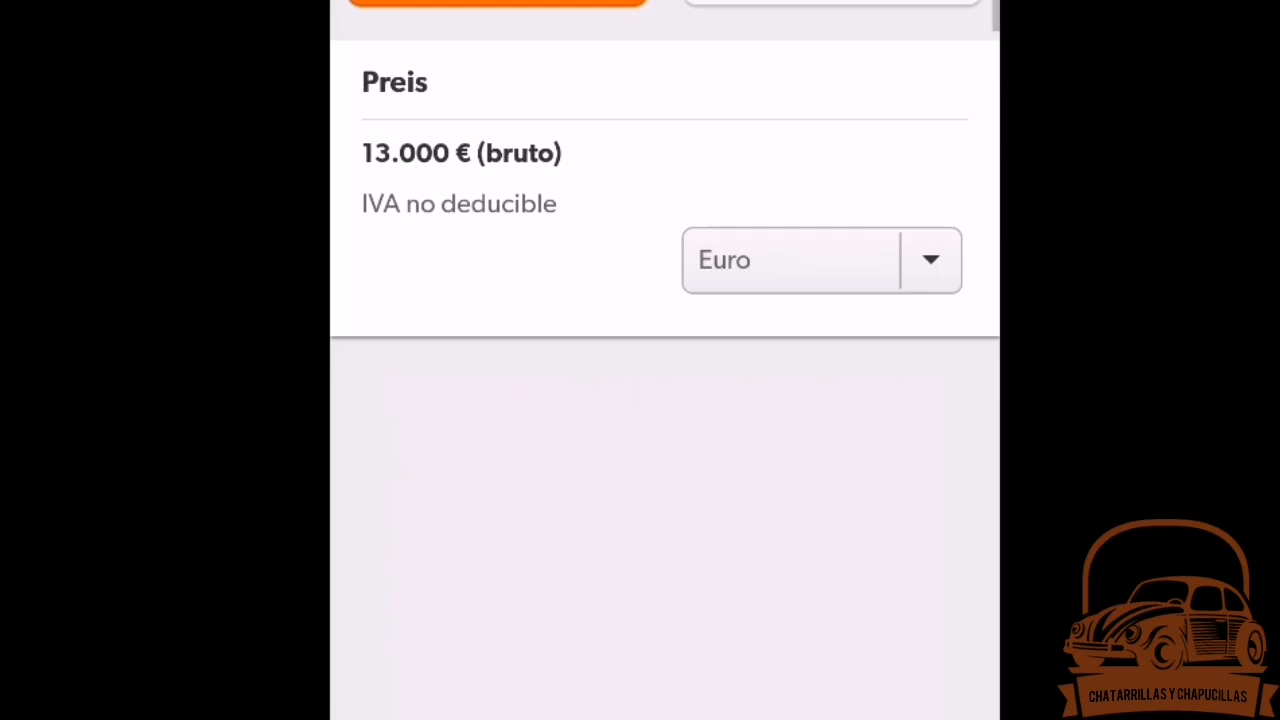 Preis
13.000 € (bruto)
IVA no deducible
Euro
CHATARRILLAS Y CHAPUCILLAS